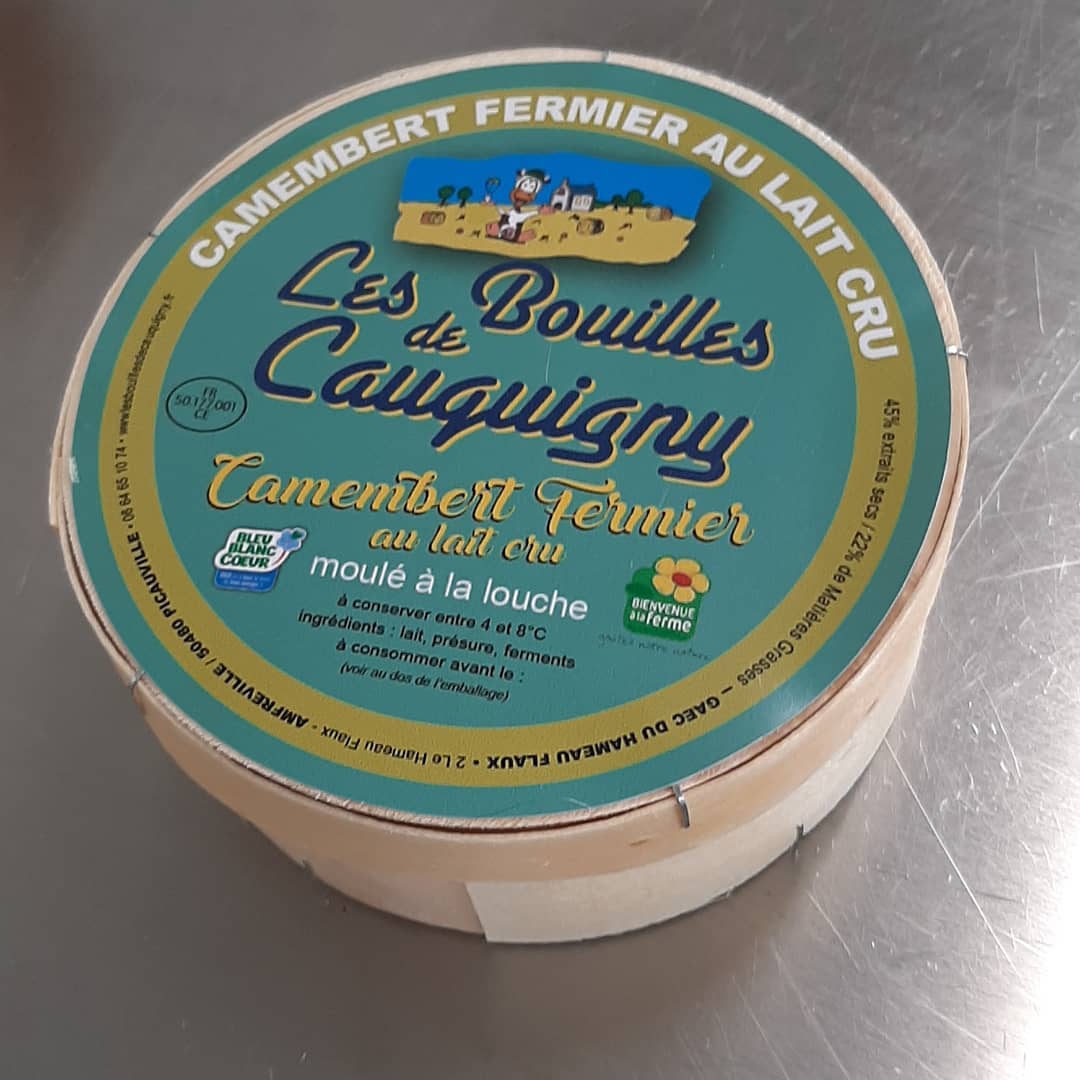 CAMEMBERT FERMIER AU LAIT CRU
Les Bouilles
de
Cauquigny
FR
50.177.001
CE
Camembert Fermier
au lait cru
moulé à la louche
BLEU
BLANC
COEUR
BIENVENUE
à la ferme
à conserver entre 4 et 8°C
ingrédients : lait, présure, ferments
à consommer avant le :
(voir au dos de l'emballage)
45% extraits secs / 22% de Matières Grasses – GAEC DU HAMEAU FLAUX • 2 Le Hameau Flaux - AMFREVILLE / 50480 PICAUVILLE • 06 64 65 10 74 • www.lesbouillesdecauquigny.fr